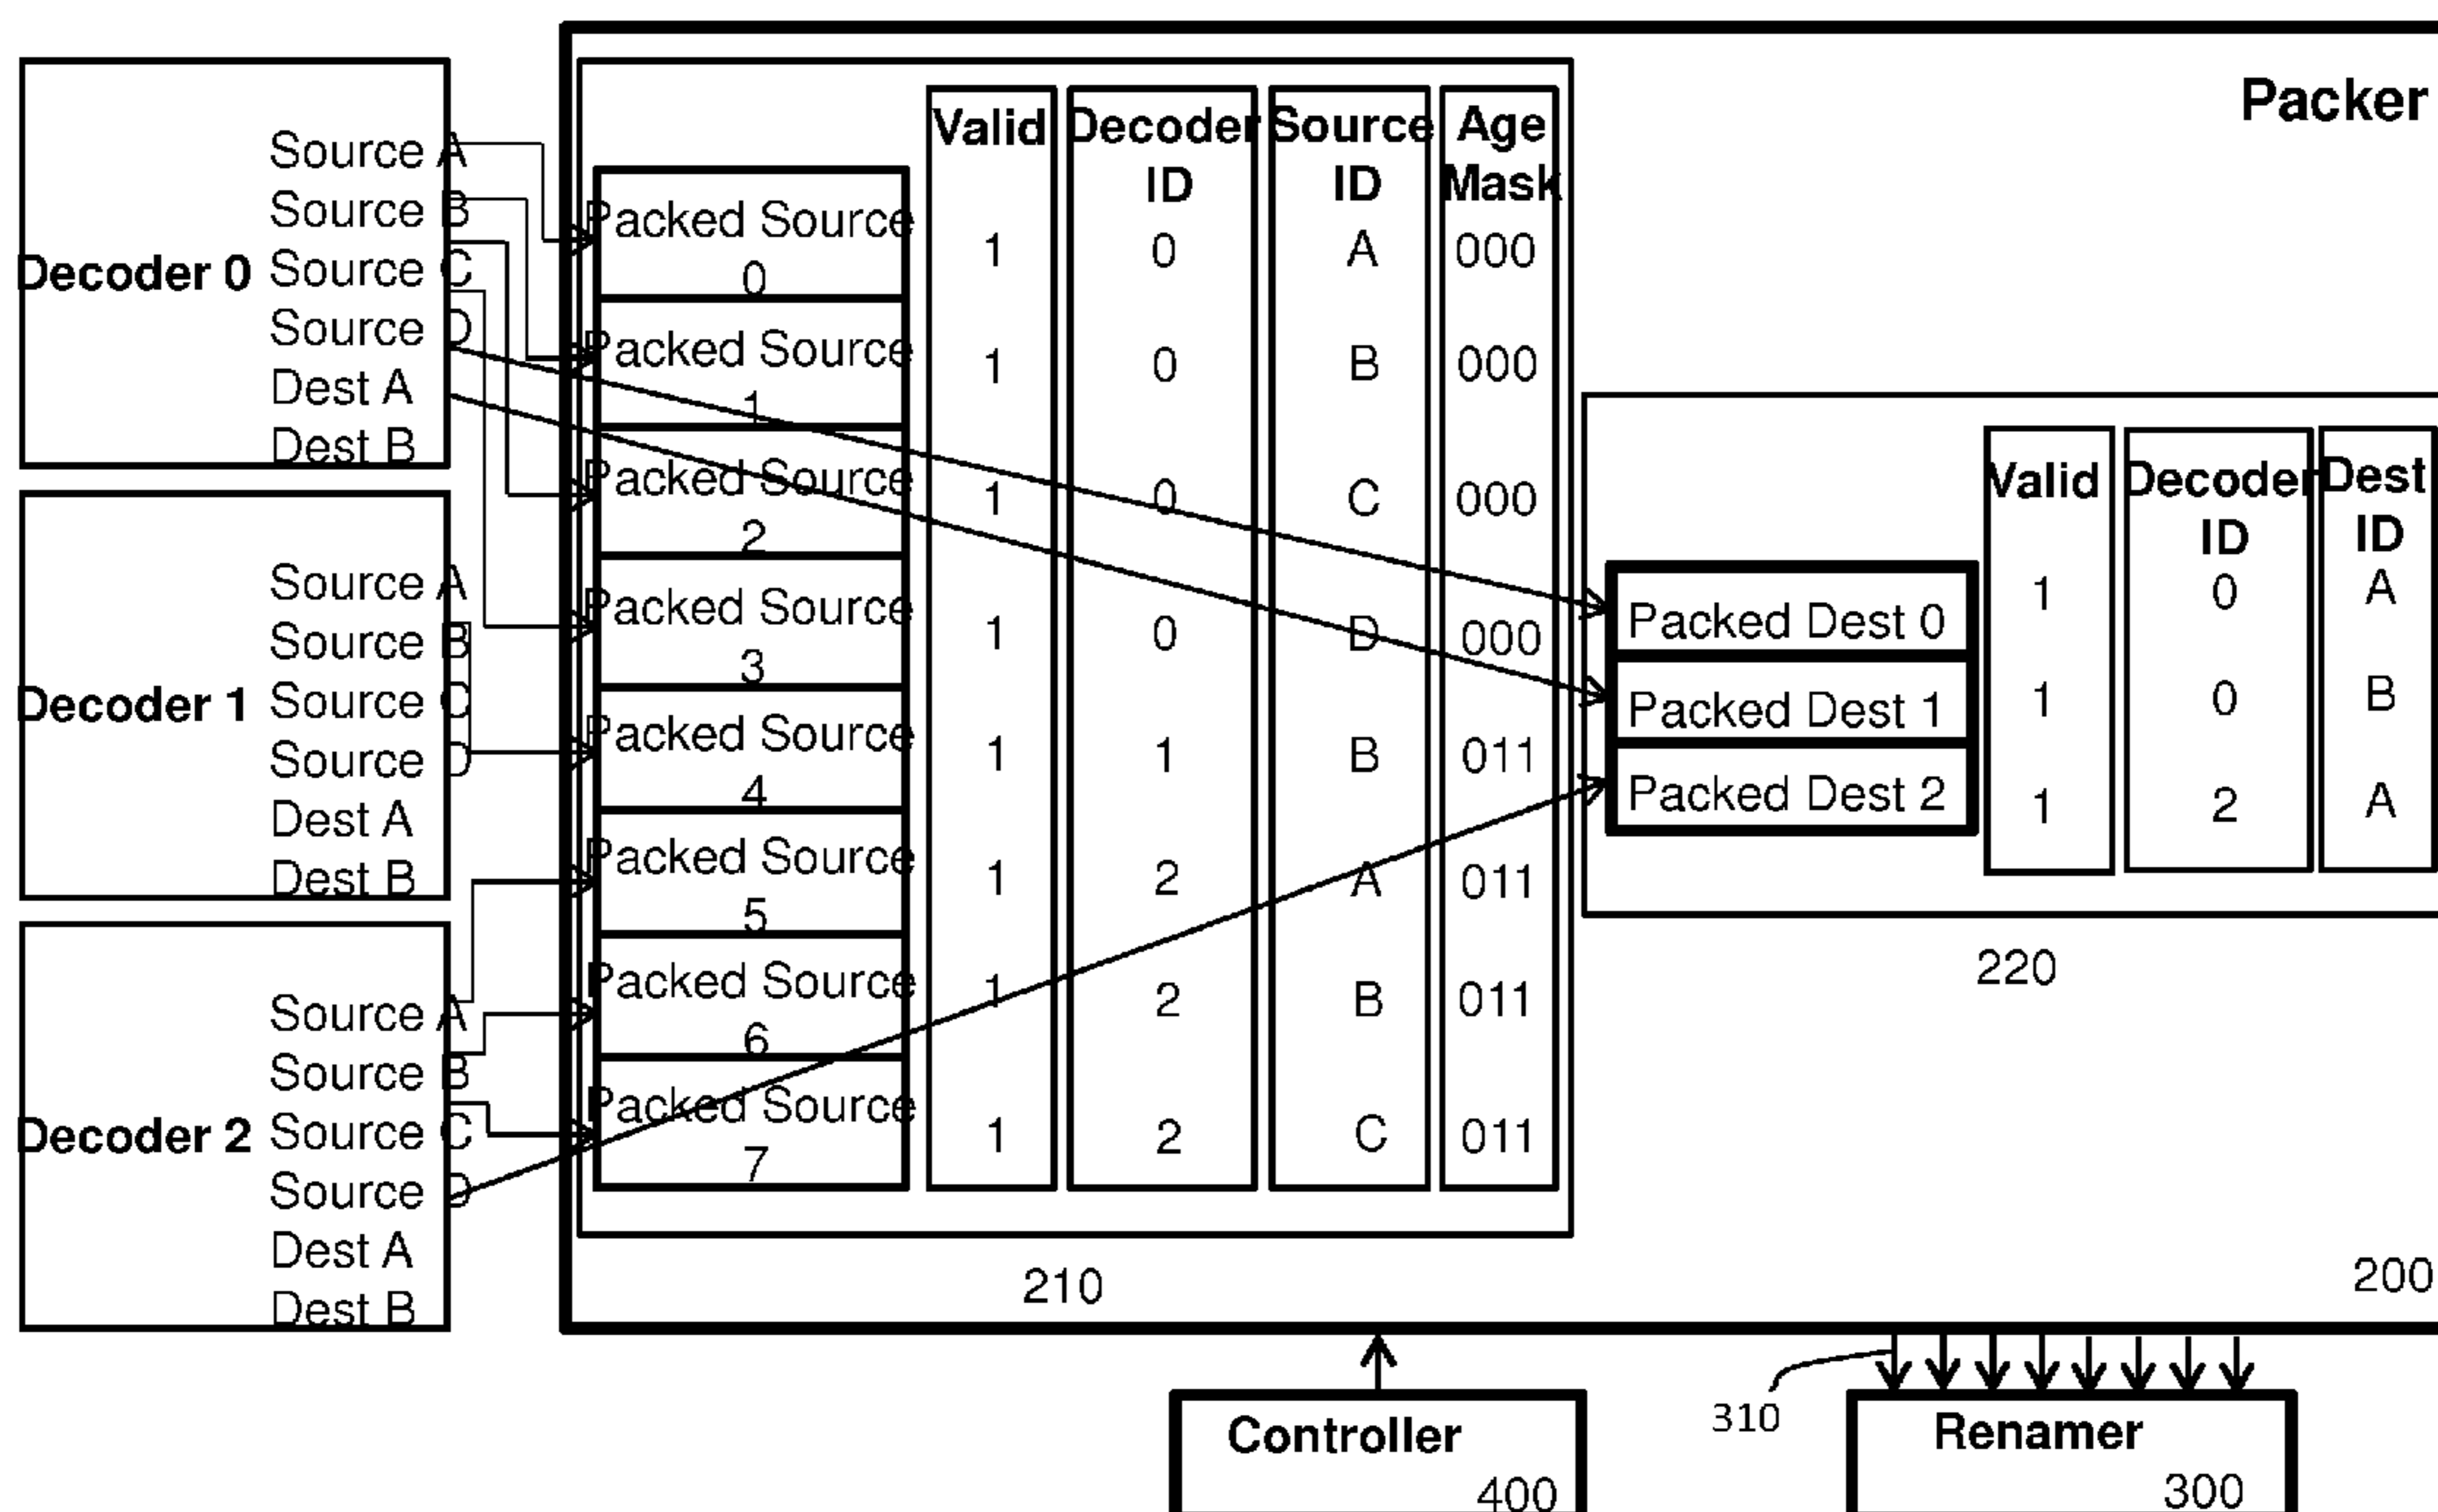 Packer
Decoder 0
Source A
Source B
Source C
Source D
Dest A
Dest B
Decoder 1
Source A
Source B
Source C
Source D
Dest A
Dest B
Decoder 2
Source A
Source B
Source C
Source D
Dest A
Dest B
Valid Decoder ID Source ID Age Mask
Packed Source 0 1 0 A 000
Packed Source 1 1 0 B 000
Packed Source 2 1 0 C 000
Packed Source 3 1 0 D 000
Packed Source 4 1 1 B 011
Packed Source 5 1 2 A 011
Packed Source 6 1 2 B 011
Packed Source 7 1 2 C 011
210
Valid Decoder ID Dest ID
Packed Dest 0 1 0 A
Packed Dest 1 1 0 B
Packed Dest 2 1 2 A
220
200
310
Controller
400
Renamer
300